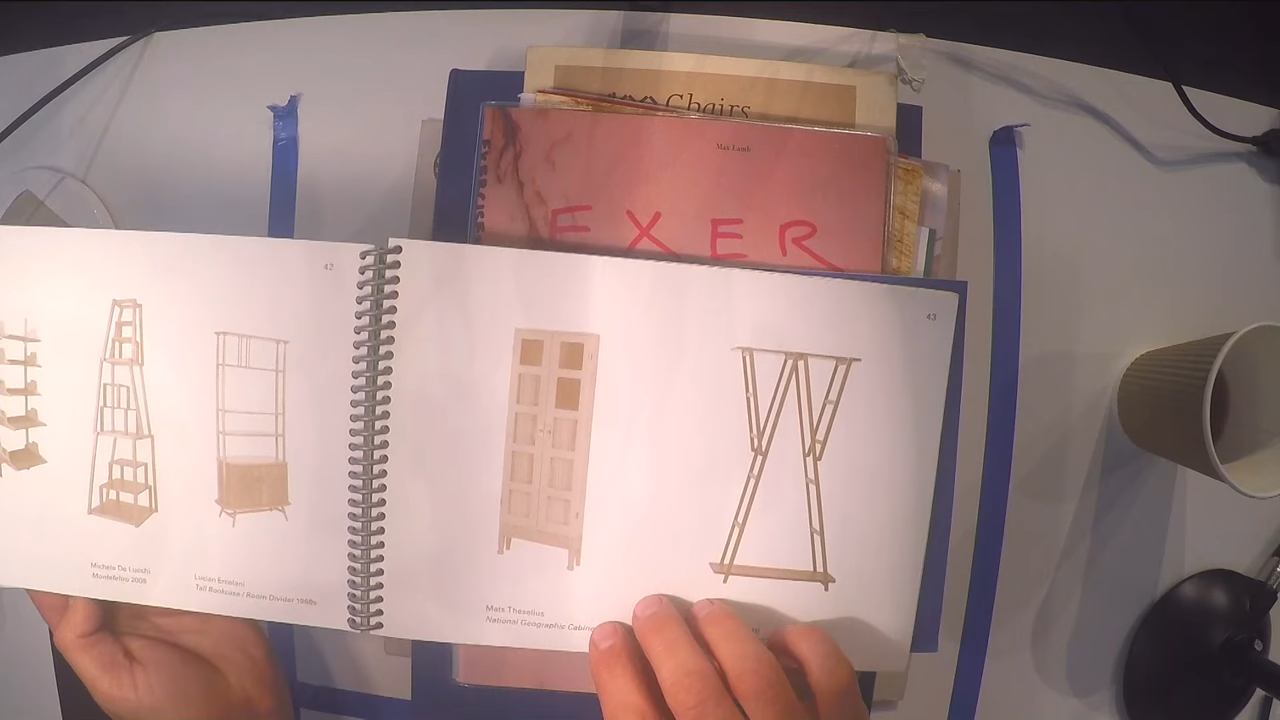 Chairs
Max Lamb
EXER
42
43
Michele De Lucchi
Montefeltro 2008
Lucian Ercolani
Tall Bookcase / Room Divider 1960s
Mats Theselius
National Geographic Cabine